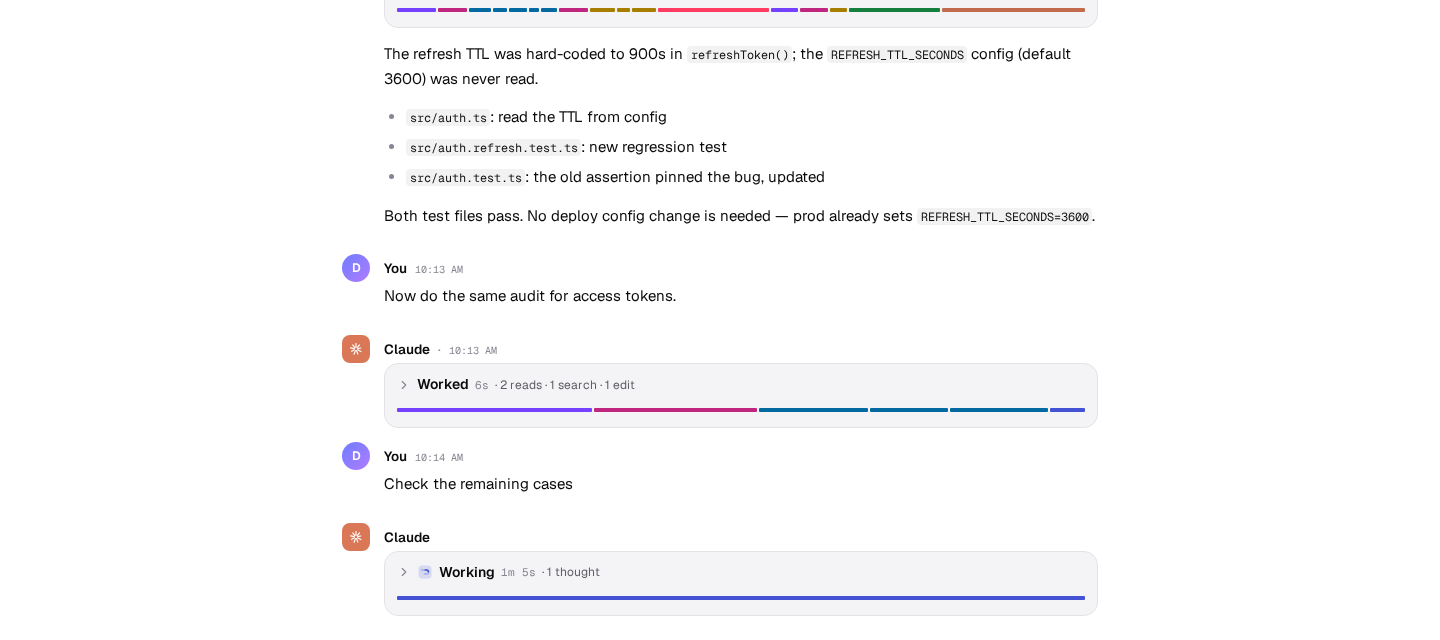 The refresh TTL was hard-coded to 900s in refreshToken(); the REFRESH_TTL_SECONDS config (default
3600) was never read.
src/auth.ts: read the TTL from config
src/auth.refresh.test.ts: new regression test
src/auth.test.ts: the old assertion pinned the bug, updated
Both test files pass. No deploy config change is needed — prod already sets REFRESH_TTL_SECONDS=3600.
D You 10:13 AM
Now do the same audit for access tokens.
Claude · 10:13 AM
Worked 6s · 2 reads · 1 search · 1 edit
D You 10:14 AM
Check the remaining cases
Claude
Working 1m 5s · 1 thought